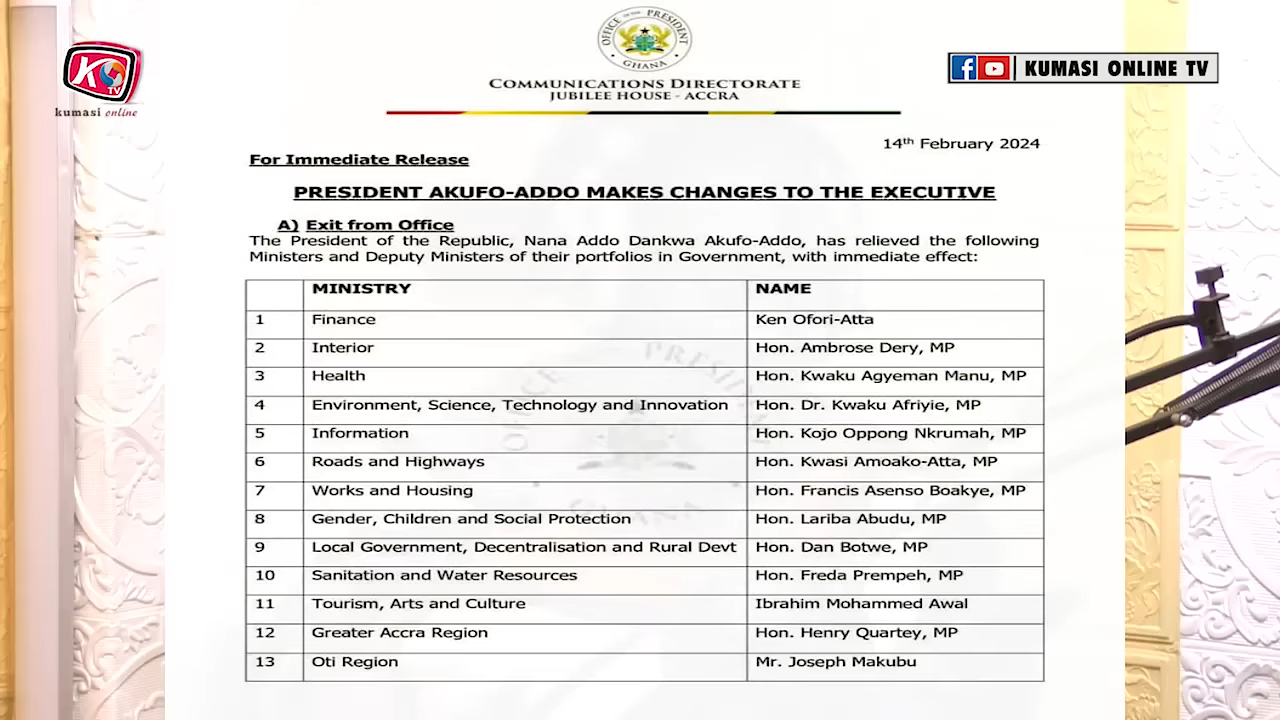 OFFICE OF THE PRESIDENT
GHANA
COMMUNICATIONS DIRECTORATE
JUBILEE HOUSE - ACCRA
K TV
kumasi online
KUMASI ONLINE TV
14th February 2024
For Immediate Release
PRESIDENT AKUFO-ADDO MAKES CHANGES TO THE EXECUTIVE
A) Exit from Office
The President of the Republic, Nana Addo Dankwa Akufo-Addo, has relieved the following
Ministers and Deputy Ministers of their portfolios in Government, with immediate effect:
MINISTRY NAME
1 Finance Ken Ofori-Atta
2 Interior Hon. Ambrose Dery, MP
3 Health Hon. Kwaku Agyeman Manu, MP
4 Environment, Science, Technology and Innovation Hon. Dr. Kwaku Afriyie, MP
5 Information Hon. Kojo Oppong Nkrumah, MP
6 Roads and Highways Hon. Kwasi Amoako-Atta, MP
7 Works and Housing Hon. Francis Asenso Boakye, MP
8 Gender, Children and Social Protection Hon. Lariba Abudu, MP
9 Local Government, Decentralisation and Rural Devt Hon. Dan Botwe, MP
10 Sanitation and Water Resources Hon. Freda Prempeh, MP
11 Tourism, Arts and Culture Ibrahim Mohammed Awal
12 Greater Accra Region Hon. Henry Quartey, MP
13 Oti Region Mr. Joseph Makubu